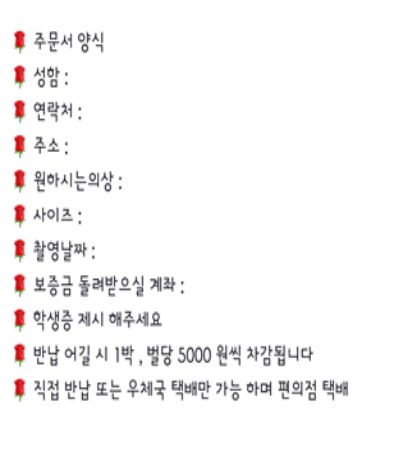 🌹 주문서 양식
🌹 성함 :
🌹 연락처 :
🌹 주소 :
🌹 원하시는의상 :
🌹 사이즈 :
🌹 촬영날짜 :
🌹 보증금 돌려받으실 계좌 :
🌹 학생증 제시 해주세요
🌹 반납 어길 시 1박 , 벌당 5000 원씩 차감됩니다
🌹 직접 반납 또는 우체국 택배만 가능 하며 편의점 택배